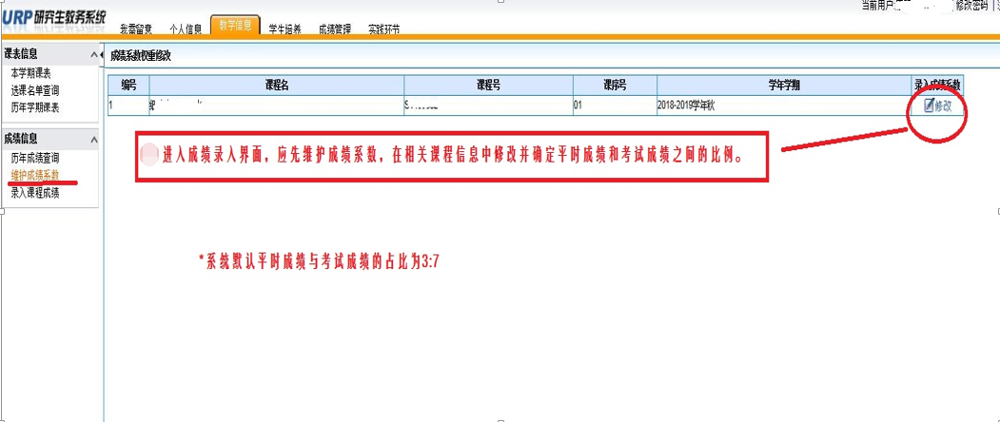 当前用户: 修改密码
URP研究生教务系统
我需留意 个人信息 教学信息 学生培养 成绩管理 实践环节
课表信息
本学期课表
选课名单查询
历年学期课表
成绩信息
历年成绩查询
维护成绩系数
录入课程成绩
成绩系数权重修改
编号 课程名 课程号 课序号 学年学期 录入成绩系数
1 01 2018-2019学年秋 修改
进入成绩录入界面，应先维护成绩系数，在相关课程信息中修改并确定平时成绩和考试成绩之间的比例。
*系统默认平时成绩与考试成绩的占比为3:7